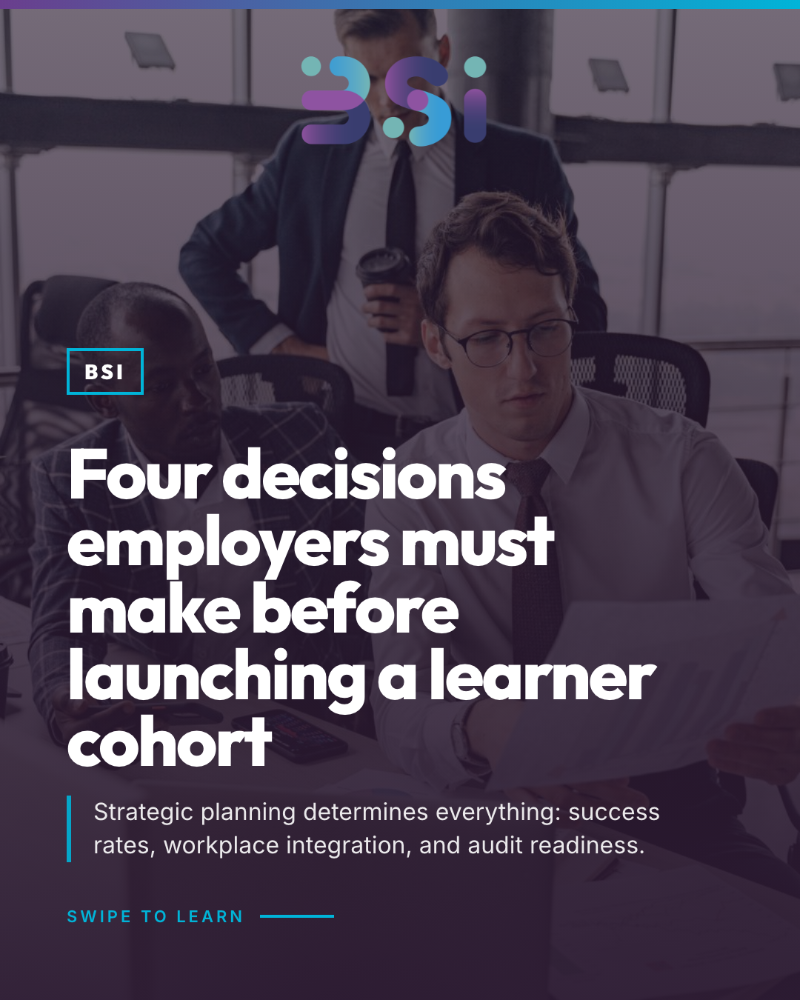 BSi
BSI
Four decisions
employers must
make before
launching a learner
cohort
Strategic planning determines everything: success
rates, workplace integration, and audit readiness.
SWIPE TO LEARN